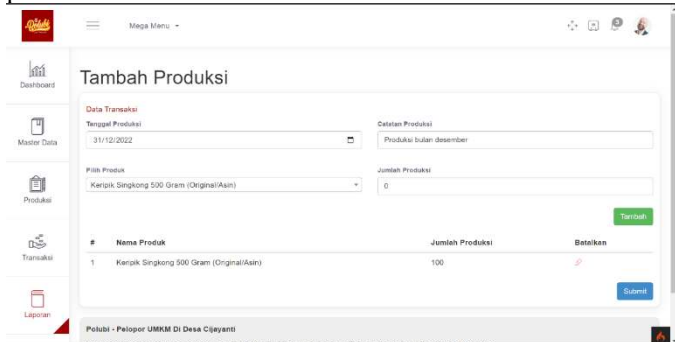 Polubi
Mega Menu
3
Dashboard
Master Data
Produksi
Transaksi
Laporan
Tambah Produksi
Data Transaksi
Tanggal Produksi
Catatan Produksi
31/12/2022
Produksi bulan desember
Pilih Produk
Jumlah Produksi
Keripik Singkong 500 Gram (Original/Asin)
0
Tambah
# Nama Produk Jumlah Produksi Batalkan
1 Keripik Singkong 500 Gram (Original/Asin) 100
Submit
Polubi - Pelopor UMKM Di Desa Cijayanti